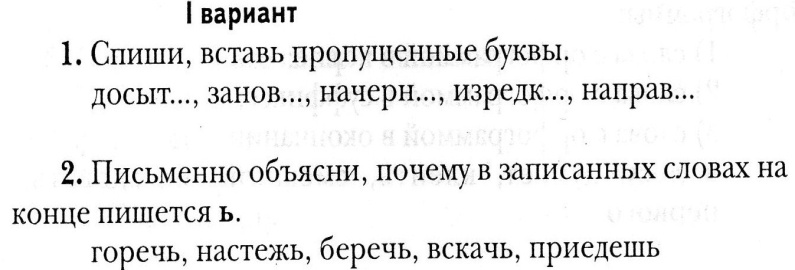 I вариант
1. Спиши, вставь пропущенные буквы.
досыт..., занов..., начерн..., изредк..., направ...
2. Письменно объясни, почему в записанных словах на
конце пишется ь.
горечь, настежь, беречь, вскачь, приедешь